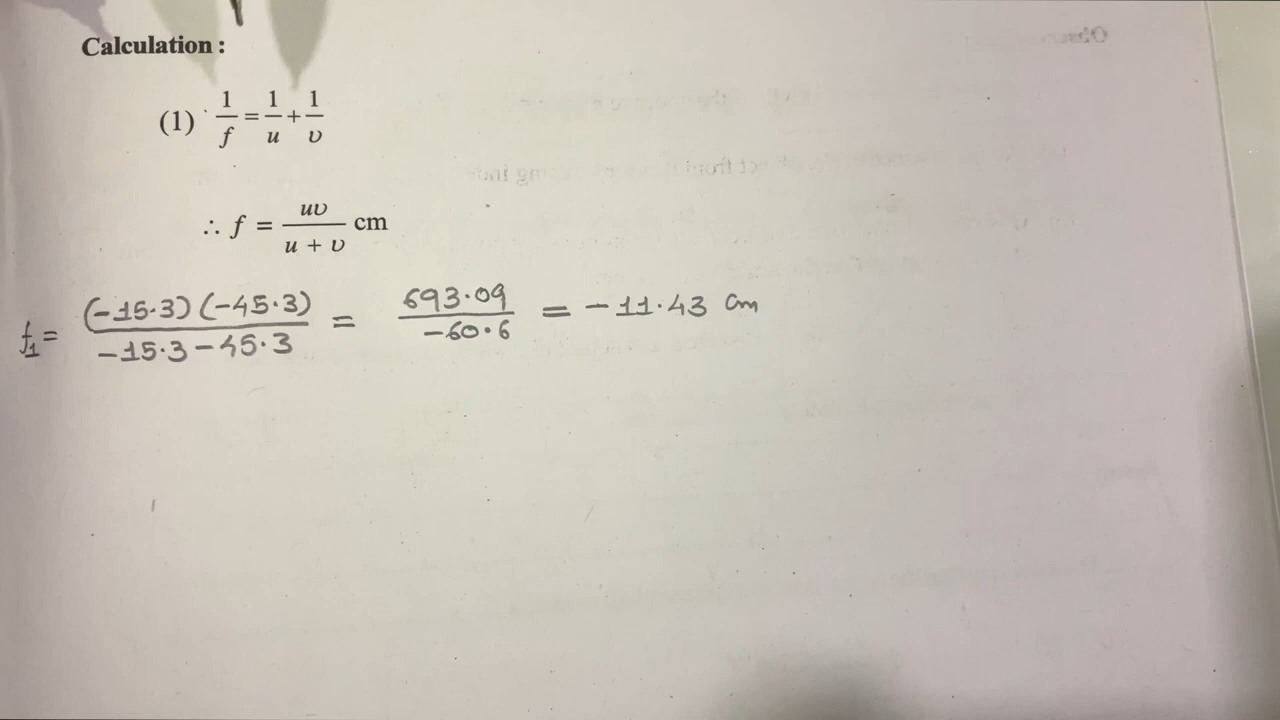 Calculation :
(1) 1/f = 1/u + 1/υ
∴ f = uυ/(u + υ) cm
f₁ = (-15.3)(-45.3)/(-15.3-45.3) = 693.09/(-60.6) = -11.43 cm